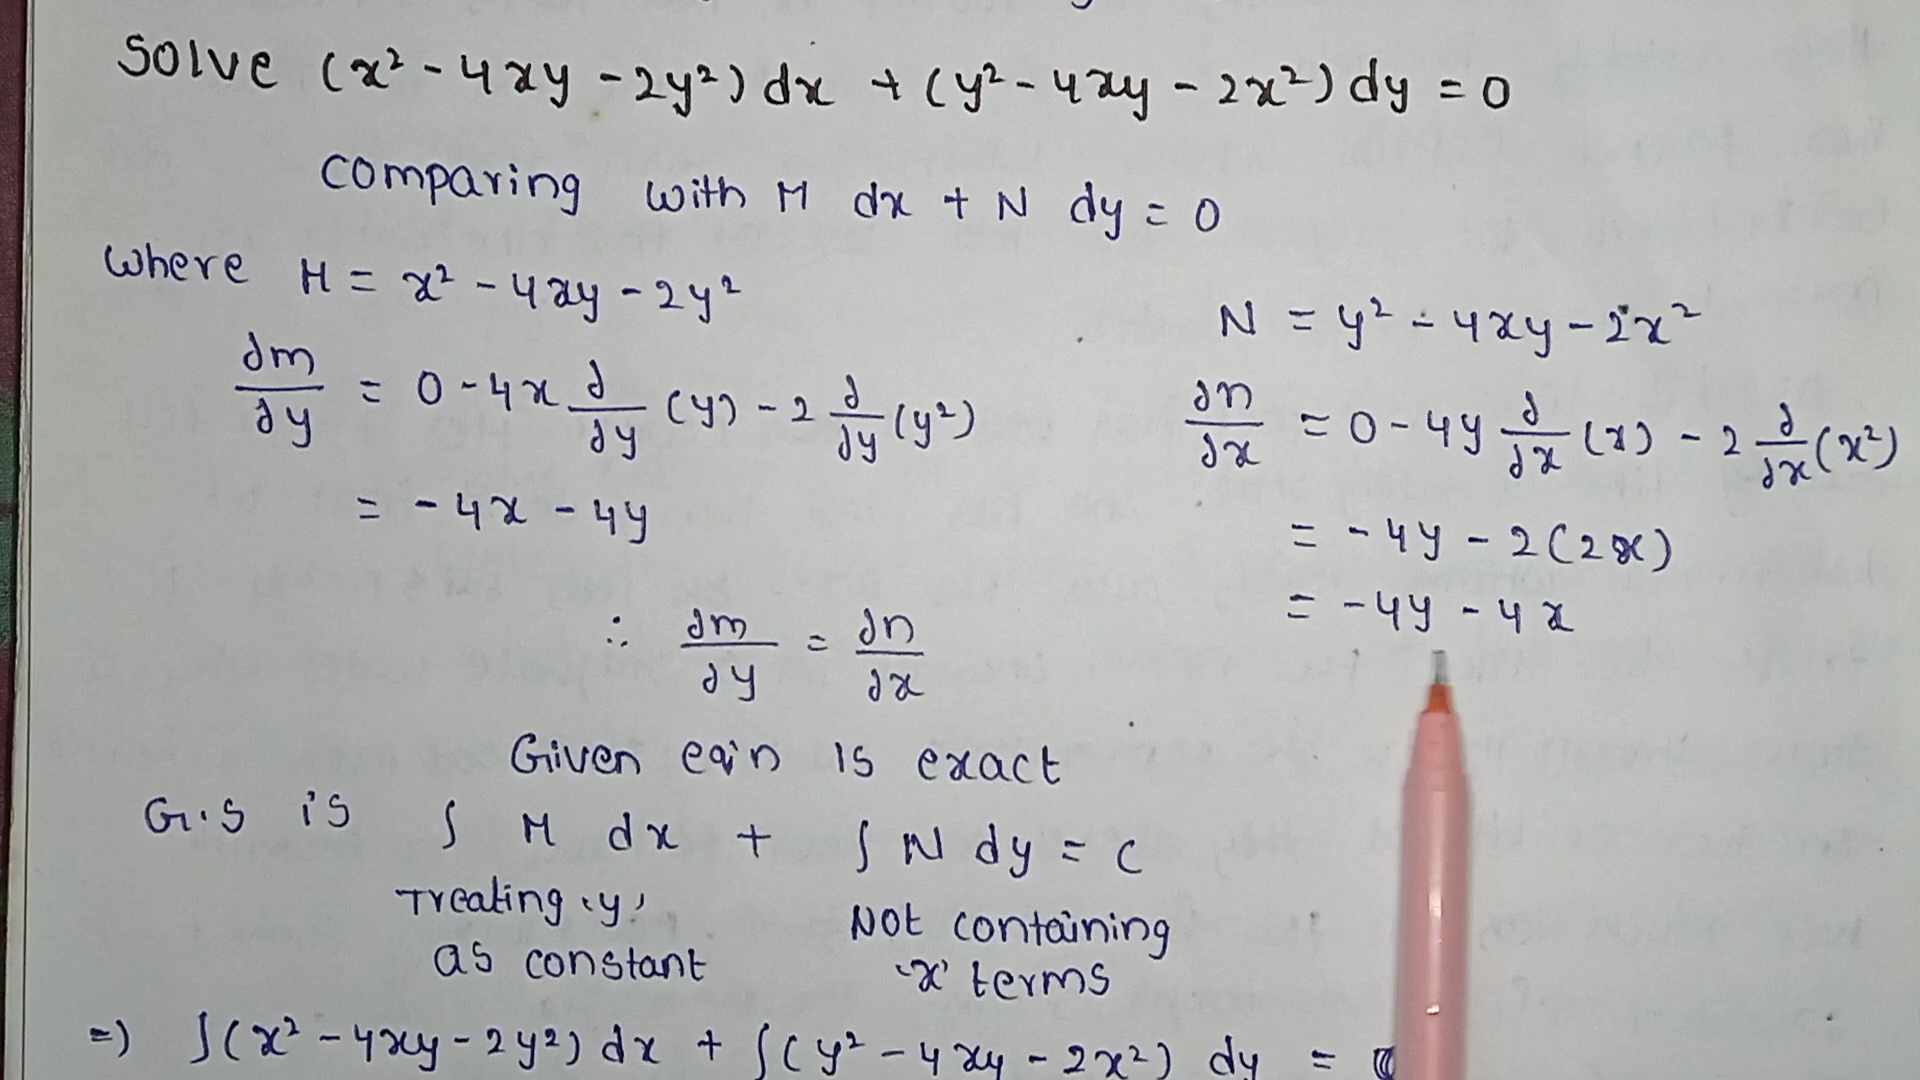 Solve (x² - 4xy - 2y²) dx + (y² - 4xy - 2x²) dy = 0
comparing with M dx + N dy = 0
where M = x² - 4xy - 2y²
N = y² - 4xy - 2x²
∂m/∂y = 0 - 4x ∂/∂y (y) - 2 ∂/∂y (y²)
∂n/∂x = 0 - 4y ∂/∂x (x) - 2 ∂/∂x (x²)
= - 4x - 4y
= - 4y - 2(2x)
= - 4y - 4x
∴ ∂m/∂y = ∂n/∂x
Given eq'n is exact
G.S is ∫ M dx + ∫ N dy = c
Treating 'y' as constant
Not containing 'x' terms
=) ∫(x² - 4xy - 2y²) dx + ∫(y² - 4xy - 2x²) dy =